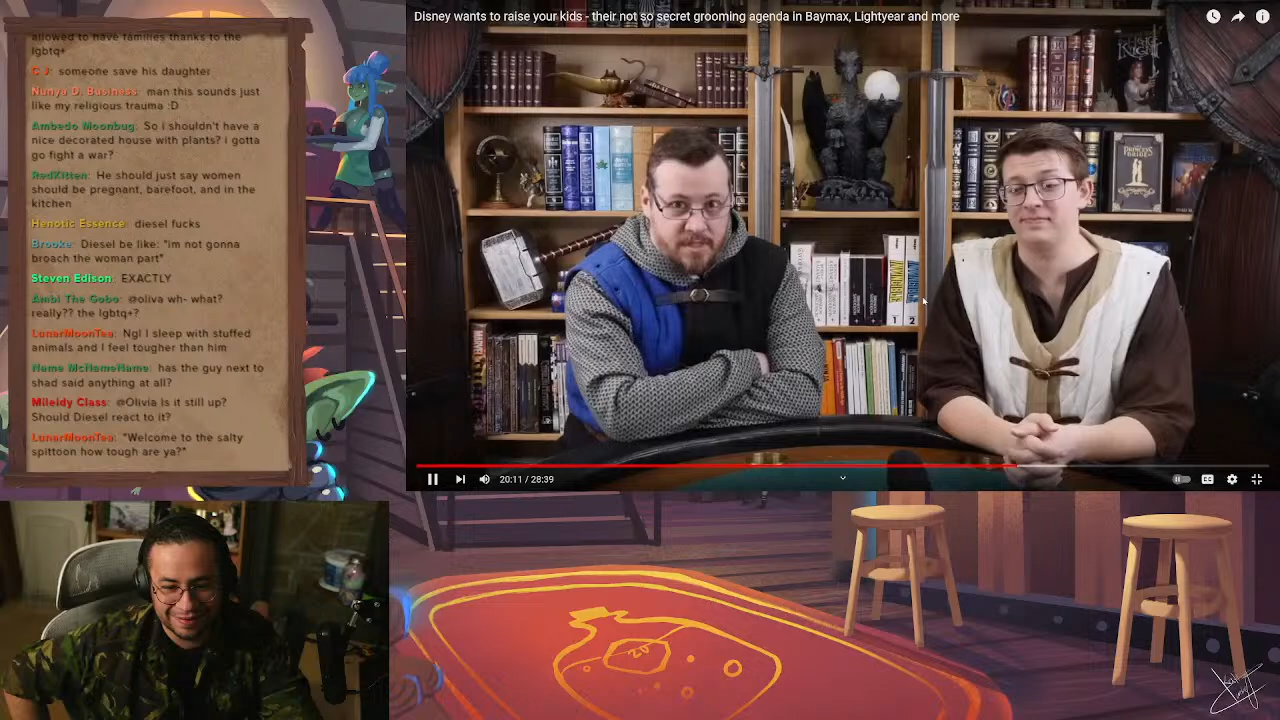 allowed to have families thanks to the
lgbtq+
C J: someone save his daughter
Nunya D. Business: man this sounds just
like my religious trauma :D
Ambedo Moonbug: So i shouldn't have a
nice decorated house with plants? i gotta
go fight a war?
RedKitten: He should just say women
should be pregnant, barefoot, and in the
kitchen
Henotic Essence: diesel fucks
Brooke: Diesel be like: "im not gonna
broach the woman part"
Steven Edison: EXACTLY
Ambi The Gobo: @oliva wh- what?
really?? the lgbtq+?
LunarMoonTea: Ngl I sleep with stuffed
animals and I feel tougher than him
Name McNameName: has the guy next to
shad said anything at all?
Mileidy Class: @Olivia Is it still up?
Should Diesel react to it?
LunarMoonTea: "Welcome to the salty
spittoon how tough are ya?"
Disney wants to raise your kids - their not so secret grooming agenda in Baymax, Lightyear and more
PRINCESS
BRIDE
1
2
20:11 / 28:39
CC
20